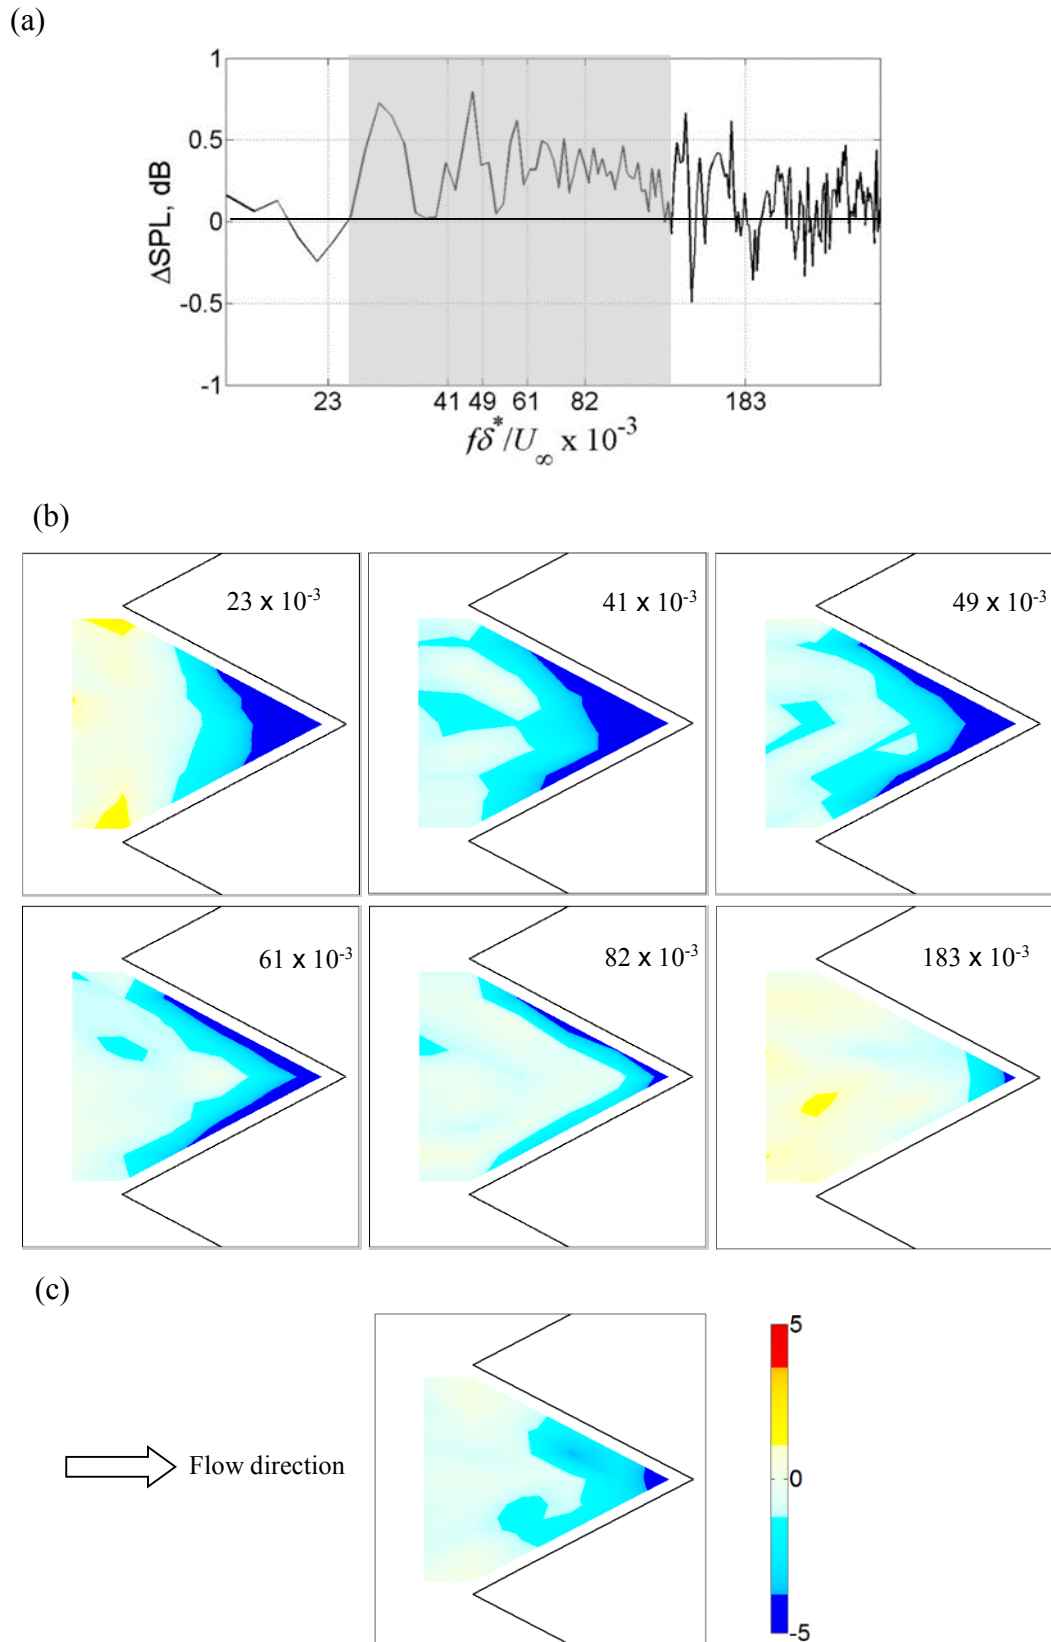 (a)
1
0.5
0
-0.5
-1
ΔSPL, dB
23 41 49 61 82 183
fδ*/U∞ x 10-3
(b)
23 x 10-3
41 x 10-3
49 x 10-3
61 x 10-3
82 x 10-3
183 x 10-3
(c)
Flow direction
5
0
-5